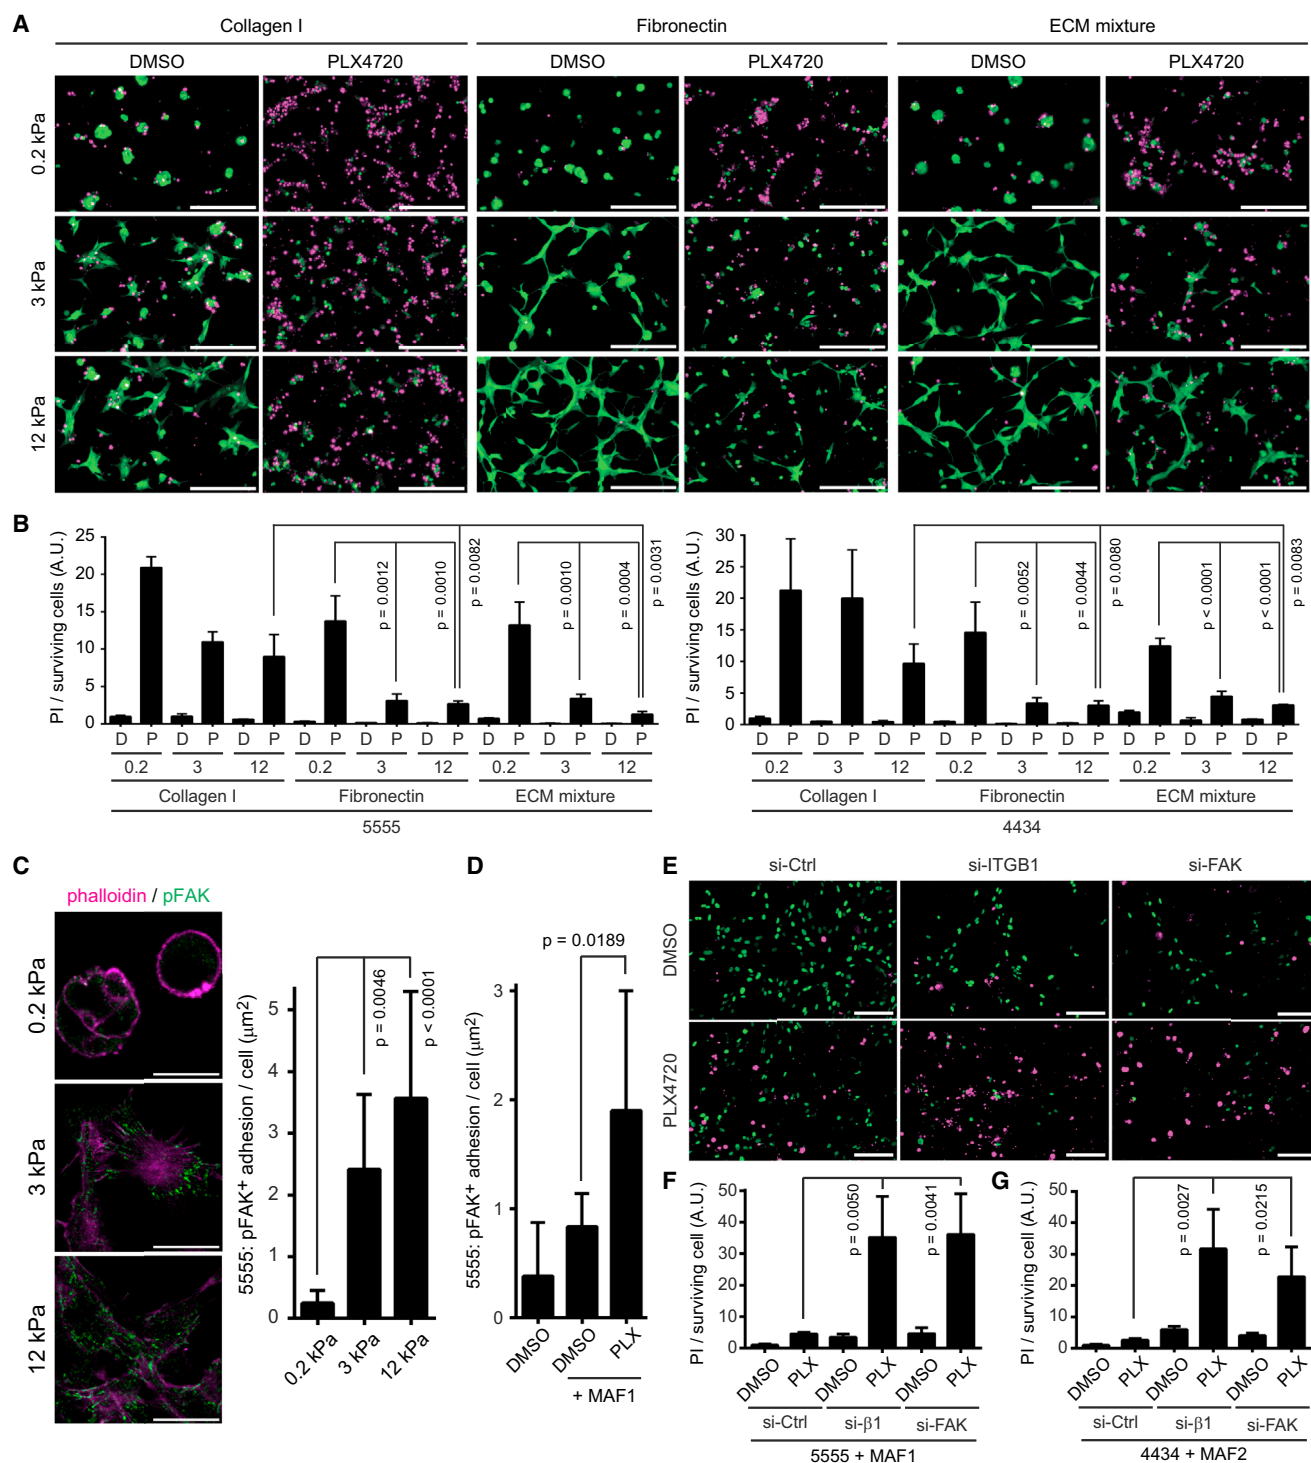 A
Collagen I Fibronectin ECM mixture
DMSO PLX4720 DMSO PLX4720 DMSO PLX4720
0.2 kPa
3 kPa
12 kPa
B
PI / surviving cells (A.U.)
25
20
15
10
5
0
p = 0.0012
p = 0.0010
p = 0.0082
p = 0.0010
p = 0.0004
p = 0.0031
D P D P D P D P D P D P D P D P D P
0.2 3 12 0.2 3 12 0.2 3 12
Collagen I Fibronectin ECM mixture
5555
PI / surviving cells (A.U.)
30
25
20
15
10
5
0
p = 0.0052
p = 0.0044
p = 0.0080
p < 0.0001
p < 0.0001
p = 0.0083
D P D P D P D P D P D P D P D P D P
0.2 3 12 0.2 3 12 0.2 3 12
Collagen I Fibronectin ECM mixture
4434
C
phalloidin / pFAK
0.2 kPa
3 kPa
12 kPa
5555: pFAK⁺ adhesion / cell (μm²)
5
4
3
2
1
0
p = 0.0046
p < 0.0001
0.2 kPa 3 kPa 12 kPa
D
p = 0.0189
5555: pFAK⁺ adhesion / cell (μm²)
3
2
1
0
DMSO DMSO PLX
+ MAF1
E
si-Ctrl si-ITGB1 si-FAK
DMSO
PLX4720
F
PI / surviving cell (A.U.)
50
40
30
20
10
0
p = 0.0050
p = 0.0041
DMSO PLX DMSO PLX DMSO PLX
si-Ctrl si-β1 si-FAK
5555 + MAF1
G
PI / surviving cell (A.U.)
50
40
30
20
10
0
p = 0.0027
p = 0.0215
DMSO PLX DMSO PLX DMSO PLX
si-Ctrl si-β1 si-FAK
4434 + MAF2